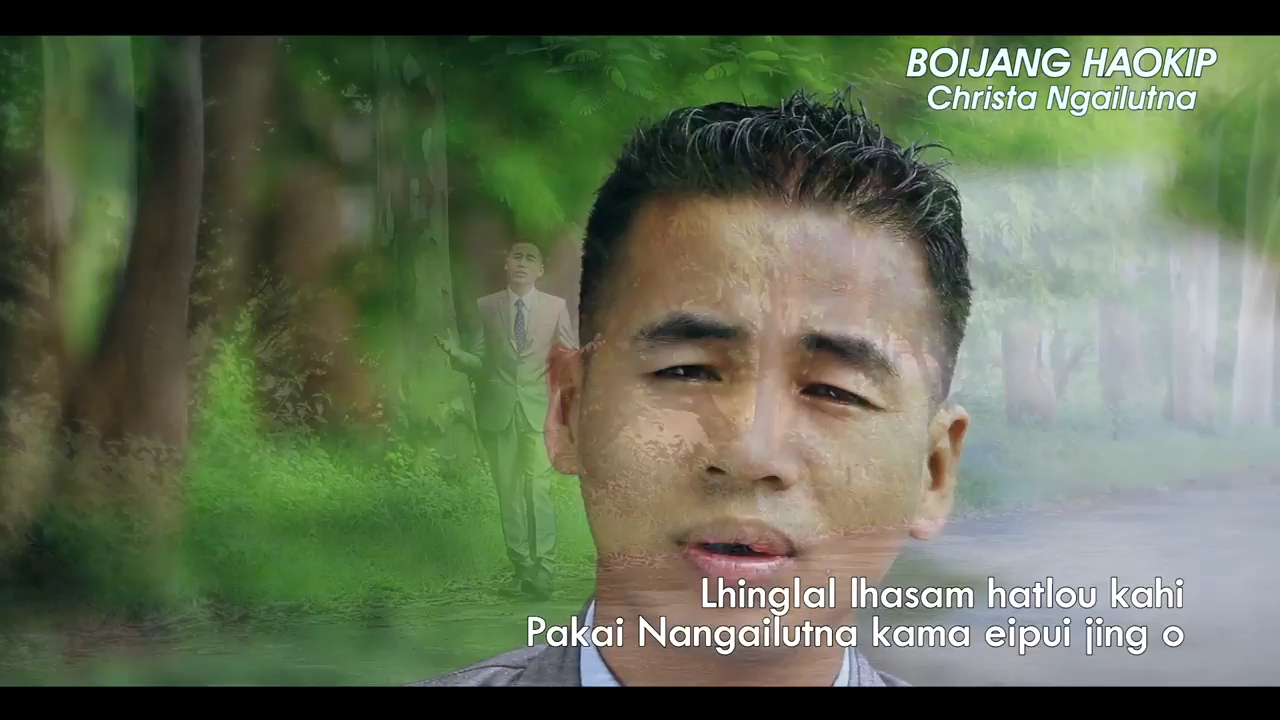 BOIJANG HAOKIP
Christa Ngailutna
Lhinglal lhasam hatlou kahi
Pakai Nangailutna kama eipui jing o